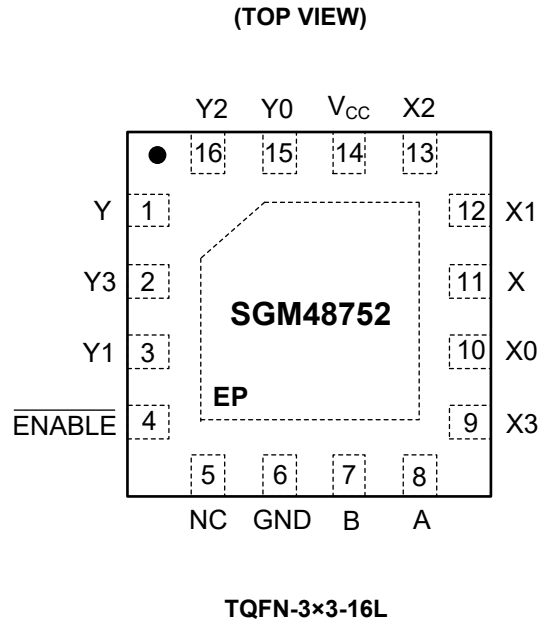 (TOP VIEW)
Y2 Y0 VCC X2
16 15 14 13
Y 1 12 X1
Y3 2 11 X
SGM48752
Y1 3 10 X0
EP
ENABLE 4 9 X3
5 6 7 8
NC GND B A
TQFN-3×3-16L